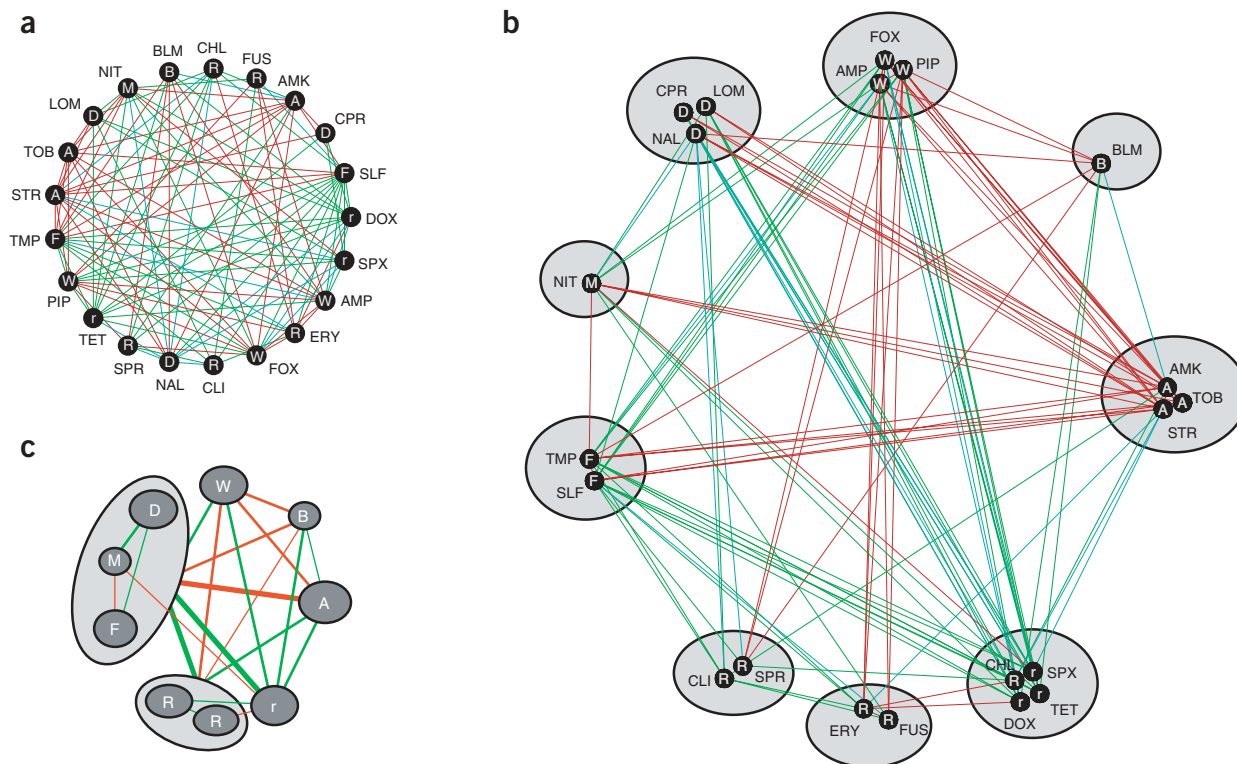 a
BLM
CHL
FUS
NIT
AMK
LOM
CPR
TOB
SLF
STR
DOX
TMP
SPX
PIP
AMP
TET
ERY
SPR
NAL
CLI
FOX
B
R
R
M
A
D
D
A
F
A
r
F
r
W
W
r
R
R
W
D
R
b
FOX
AMP
PIP
W
W
W
CPR
LOM
D
D
NAL
D
BLM
B
NIT
M
AMK
A
A
TOB
A
STR
TMP
F
SLF
F
CLI
R
R
SPR
ERY
R
R
FUS
CHL
R
r
SPX
r
r
TET
DOX
c
W
D
B
M
A
F
R
R
r